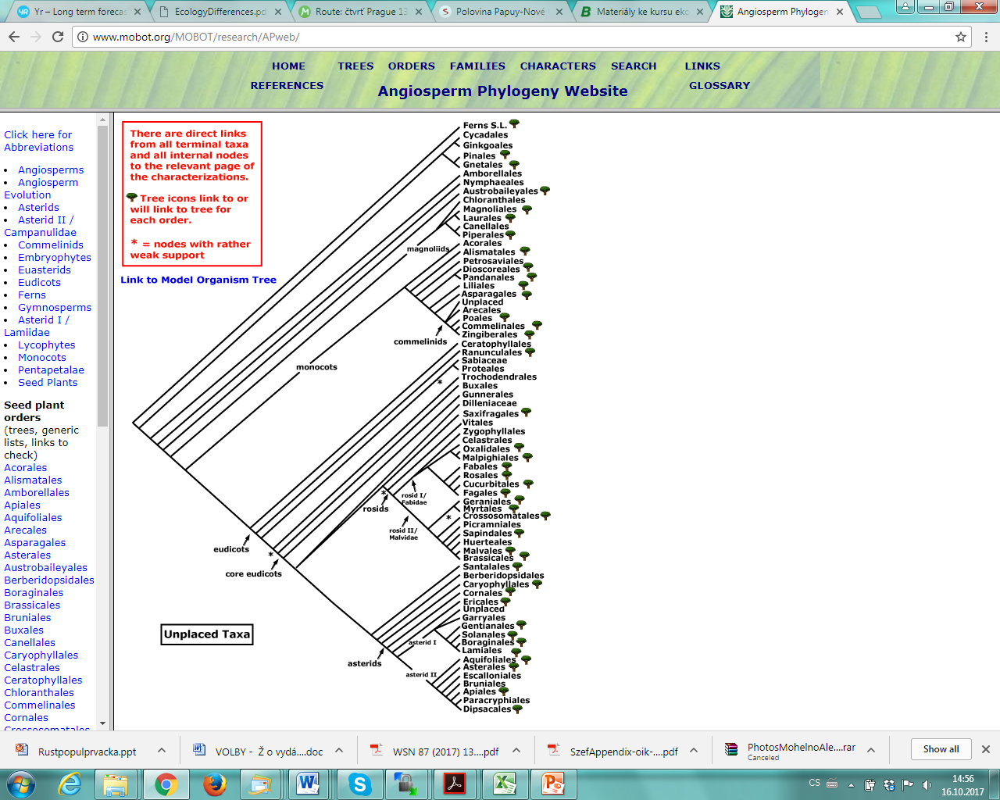 Yr – Long term forecas
EcologyDifferences.pd
Route: čtvrť Prague 13
Polovina Papuy-Nové
Materiály ke kursu eko
Angiosperm Phylogen
www.mobot.org/MOBOT/research/APweb/
HOME TREES ORDERS FAMILIES CHARACTERS SEARCH LINKS
REFERENCES GLOSSARY
Angiosperm Phylogeny Website
Click here for
Abbreviations
Angiosperms
Angiosperm
Evolution
Asterids
Asterid II /
Campanulidae
Commelinids
Embryophytes
Euasterids
Eudicots
Ferns
Gymnosperms
Asterid I /
Lamiidae
Lycophytes
Monocots
Pentapetalae
Seed Plants
Seed plant
orders
(trees, generic
lists, links to
check)
Acorales
Alismatales
Amborellales
Apiales
Aquifoliales
Arecales
Asparagales
Asterales
Austrobaileyales
Berberidopsidales
Boraginales
Brassicales
Bruniales
Buxales
Canellales
Caryophyllales
Celastrales
Ceratophyllales
Chloranthales
Commelinales
Cornales
Crossosomatales
There are direct links
from all terminal taxa
and all internal nodes
to the relevant page of
the characterizations.
Tree icons link to or
will link to tree for
each order.
* = nodes with rather
weak support
Link to Model Organism Tree
Ferns S.L.
Cycadales
Ginkgoales
Pinales
Gnetales
Amborellales
Nymphaeales
Austrobaileyales
Chloranthales
Magnoliales
Laurales
Canellales
Piperales
Acorales
Alismatales
Petrosaviales
Dioscoreales
Pandanales
Liliales
Asparagales
Unplaced
Arecales
Poales
Commelinales
Zingiberales
Ceratophyllales
Ranunculales
Sabiaceae
Proteales
Trochodendrales
Buxales
Gunnerales
Dilleniaceae
Saxifragales
Vitales
Zygophyllales
Celastrales
Oxalidales
Malpighiales
Fabales
Rosales
Cucurbitales
Fagales
Geraniales
Myrtales
Crossosomatales
Picramniales
Sapindales
Huerteales
Malvales
Brassicales
Santalales
Berberidopsidales
Caryophyllales
Cornales
Ericales
Unplaced
Garryales
Gentianales
Solanales
Boraginales
Lamiales
Aquifoliales
Asterales
Escalloniales
Bruniales
Apiales
Paracryphiales
Dipsacales
magnoliids
commelinids
monocots
*
*
rosids
rosid I/
Fabidae
*
rosid II/
Malvidae
eudicots
*
core eudicots
asterids
asterid I
asterid II
Unplaced Taxa
Rustpopulprvacka.ppt
VOLBY - Ž o vydá....doc
WSN 87 (2017) 13....pdf
SzefAppendix-oik-....pdf
PhotosMohelnoAle....rar
Canceled
Show all
CS
14:56
16.10.2017